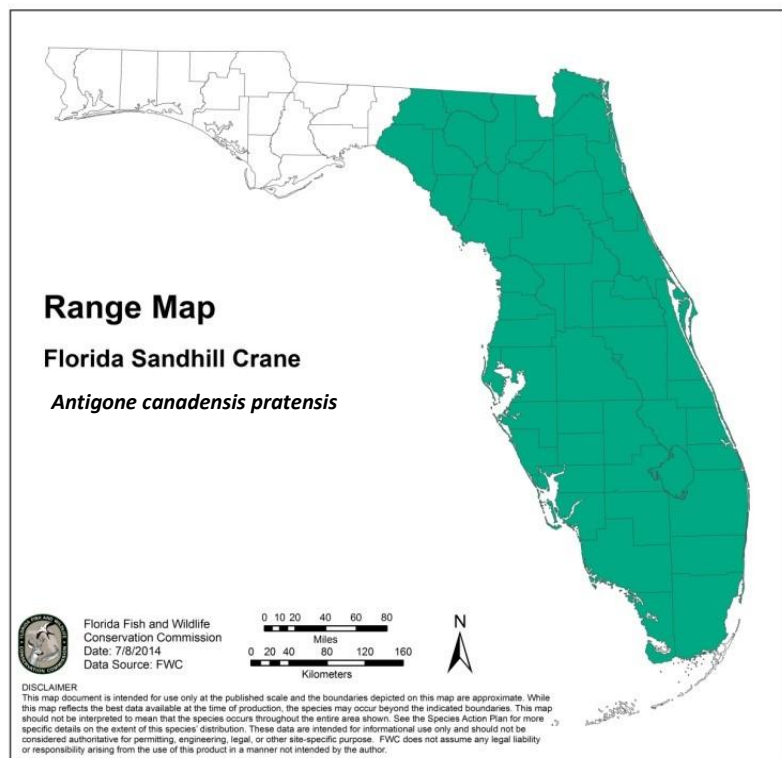 Range Map
Florida Sandhill Crane
Antigone canadensis pratensis
Florida Fish and Wildlife
Conservation Commission
Date: 7/8/2014
Data Source: FWC
0 10 20 40 60 80
Miles
0 20 40 80 120 160
Kilometers
N
DISCLAIMER
This map document is intended for use only at the published scale and the boundaries depicted on this map are approximate. While
this map reflects the best data available at the time of production, the species may occur beyond the indicated boundaries. This map
should not be interpreted to mean that the species occurs throughout the entire area shown. See the Species Action Plan for more
specific details on the extent of this species' distribution. These data are intended for informational use only and should not be
considered authoritative for permitting, engineering, legal, or other site-specific purpose. FWC does not assume any legal liability
or responsibility arising from the use of this product in a manner not intended by the author.